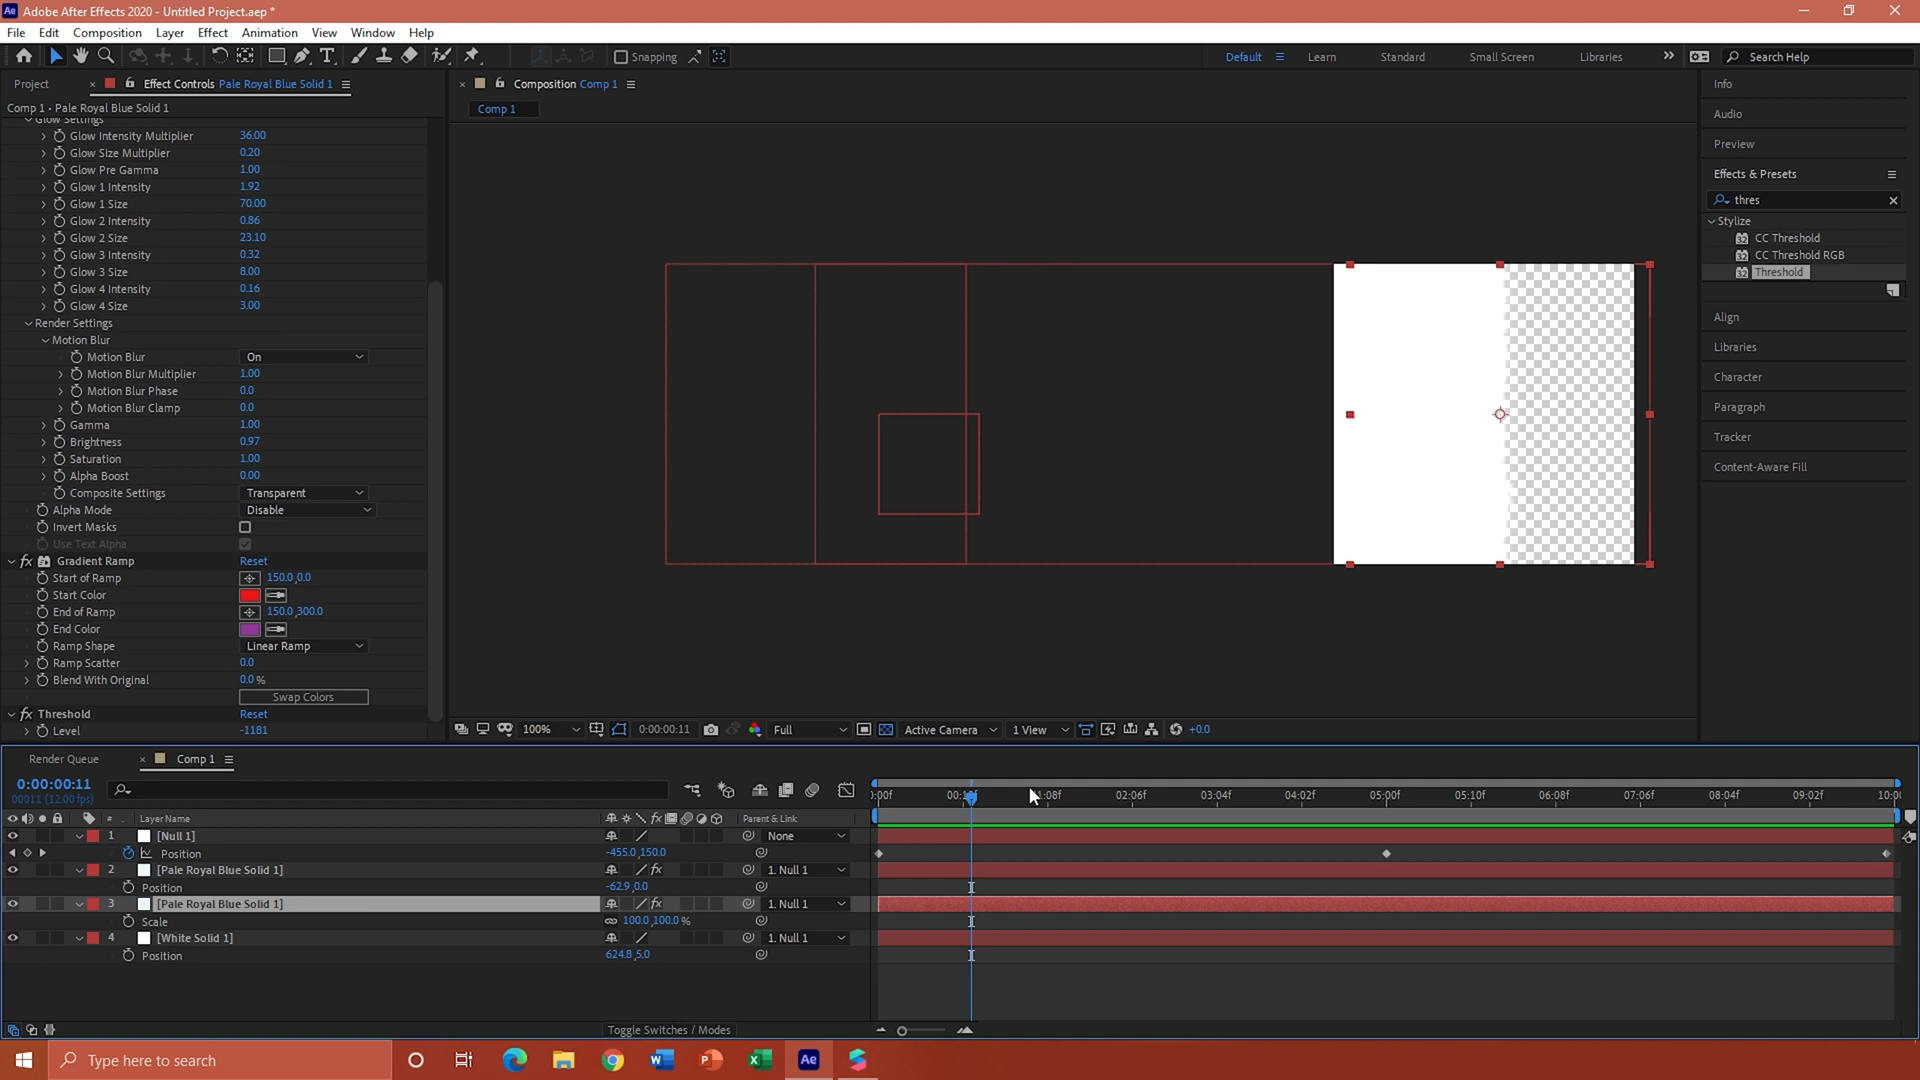 Adobe After Effects 2020 - Untitled Project.aep *
File Edit Composition Layer Effect Animation View Window Help
Snapping
Default Learn Standard Small Screen Libraries Search Help
Project Effect Controls Pale Royal Blue Solid 1
Comp 1 • Pale Royal Blue Solid 1
Glow Settings
Glow Intensity Multiplier 36.00
Glow Size Multiplier 0.20
Glow Pre Gamma 1.00
Glow 1 Intensity 1.92
Glow 1 Size 70.00
Glow 2 Intensity 0.86
Glow 2 Size 23.10
Glow 3 Intensity 0.32
Glow 3 Size 8.00
Glow 4 Intensity 0.16
Glow 4 Size 3.00
Render Settings
Motion Blur
Motion Blur On
Motion Blur Multiplier 1.00
Motion Blur Phase 0.0
Motion Blur Clamp 0.0
Gamma 1.00
Brightness 0.97
Saturation 1.00
Alpha Boost 0.00
Composite Settings Transparent
Alpha Mode Disable
Invert Masks
Use Text Alpha
fx Gradient Ramp Reset
Start of Ramp 150.0,0.0
Start Color
End of Ramp 150.0,300.0
End Color
Ramp Shape Linear Ramp
Ramp Scatter 0.0
Blend With Original 0.0 %
Swap Colors
fx Threshold Reset
Level -1181
Composition Comp 1
Comp 1
100% 0:00:00:11 Full Active Camera 1 View +0.0
Info
Audio
Preview
Effects & Presets
thres
Stylize
32 CC Threshold
32 CC Threshold RGB
32 Threshold
Align
Libraries
Character
Paragraph
Tracker
Content-Aware Fill
Render Queue Comp 1
0:00:00:11
00011 (12.00 fps)
02:06f 03:04f 04:02f 05:00f 05:10f 06:08f 07:06f 08:04f 09:02f
# Layer Name fx Parent & Link
1 [Null 1] None
Position -455.0,150.0
2 [Pale Royal Blue Solid 1] fx 1. Null 1
Position -62.9,0.0
3 [Pale Royal Blue Solid 1] fx 1. Null 1
Scale 100.0,100.0 %
4 [White Solid 1] 1. Null 1
Position 624.8,5.0
Toggle Switches / Modes
Type here to search
Ae